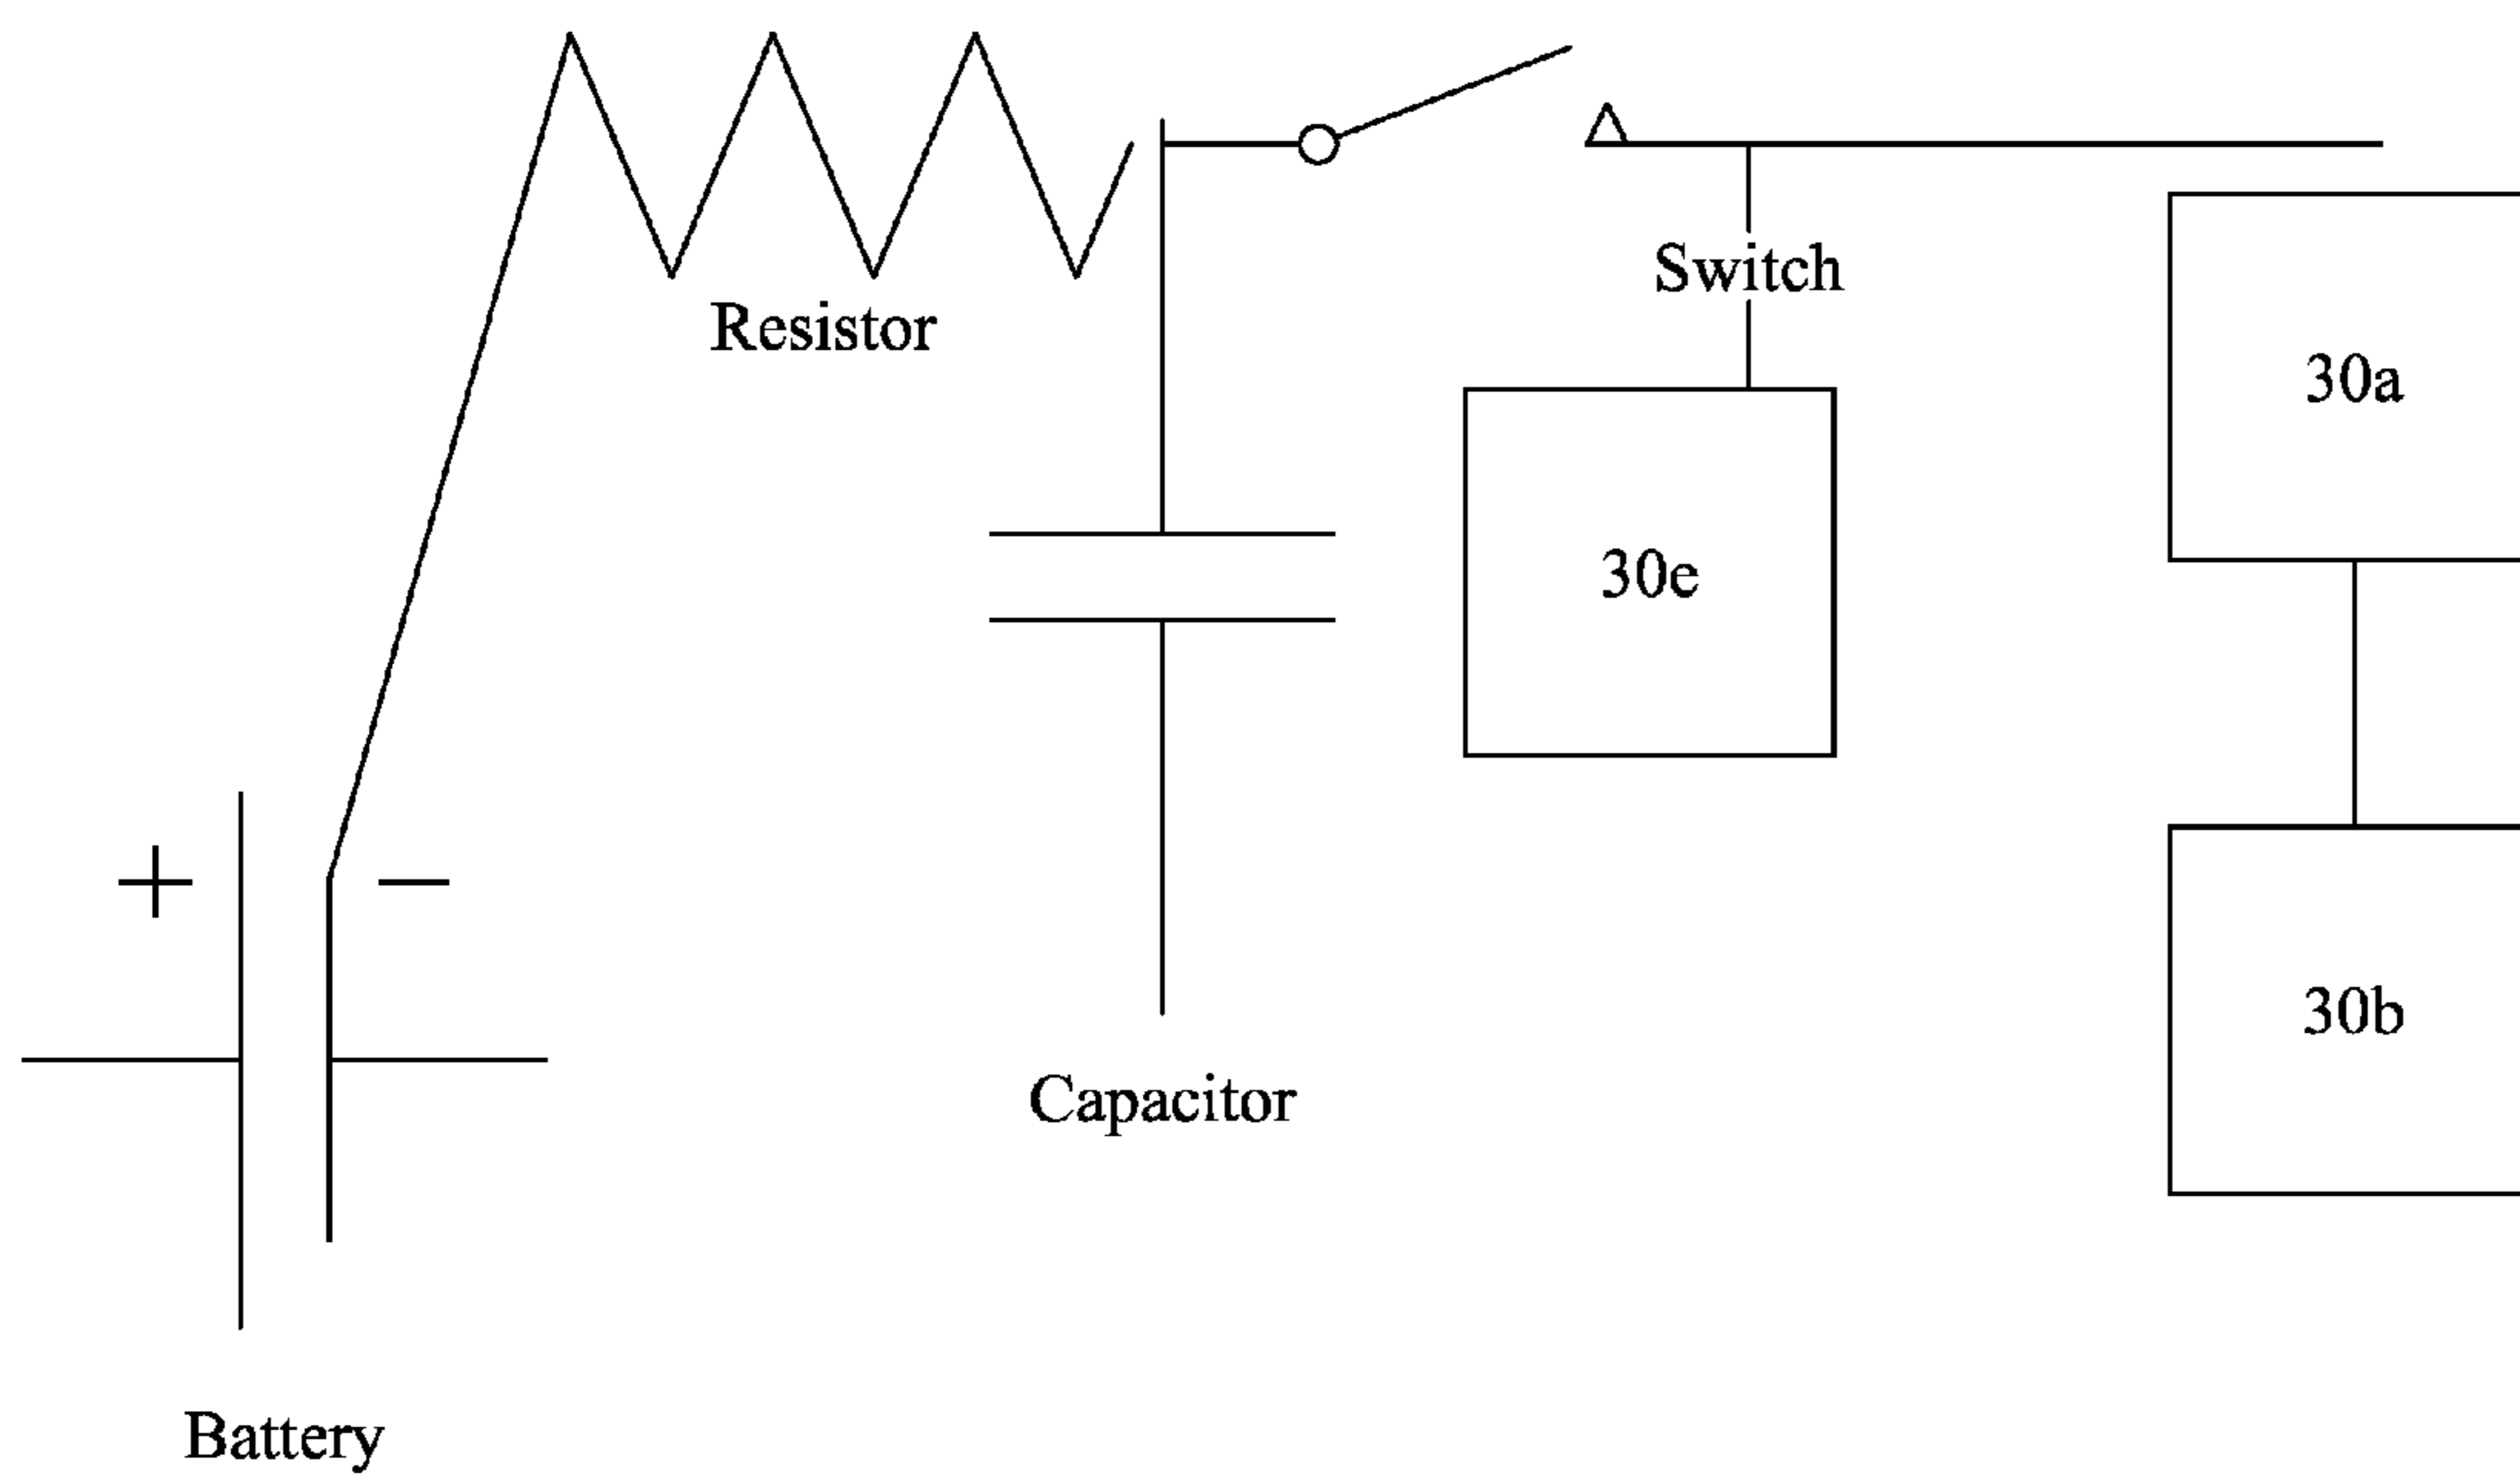 Switch
Resistor
30a
30e
+ −
30b
Capacitor
Battery